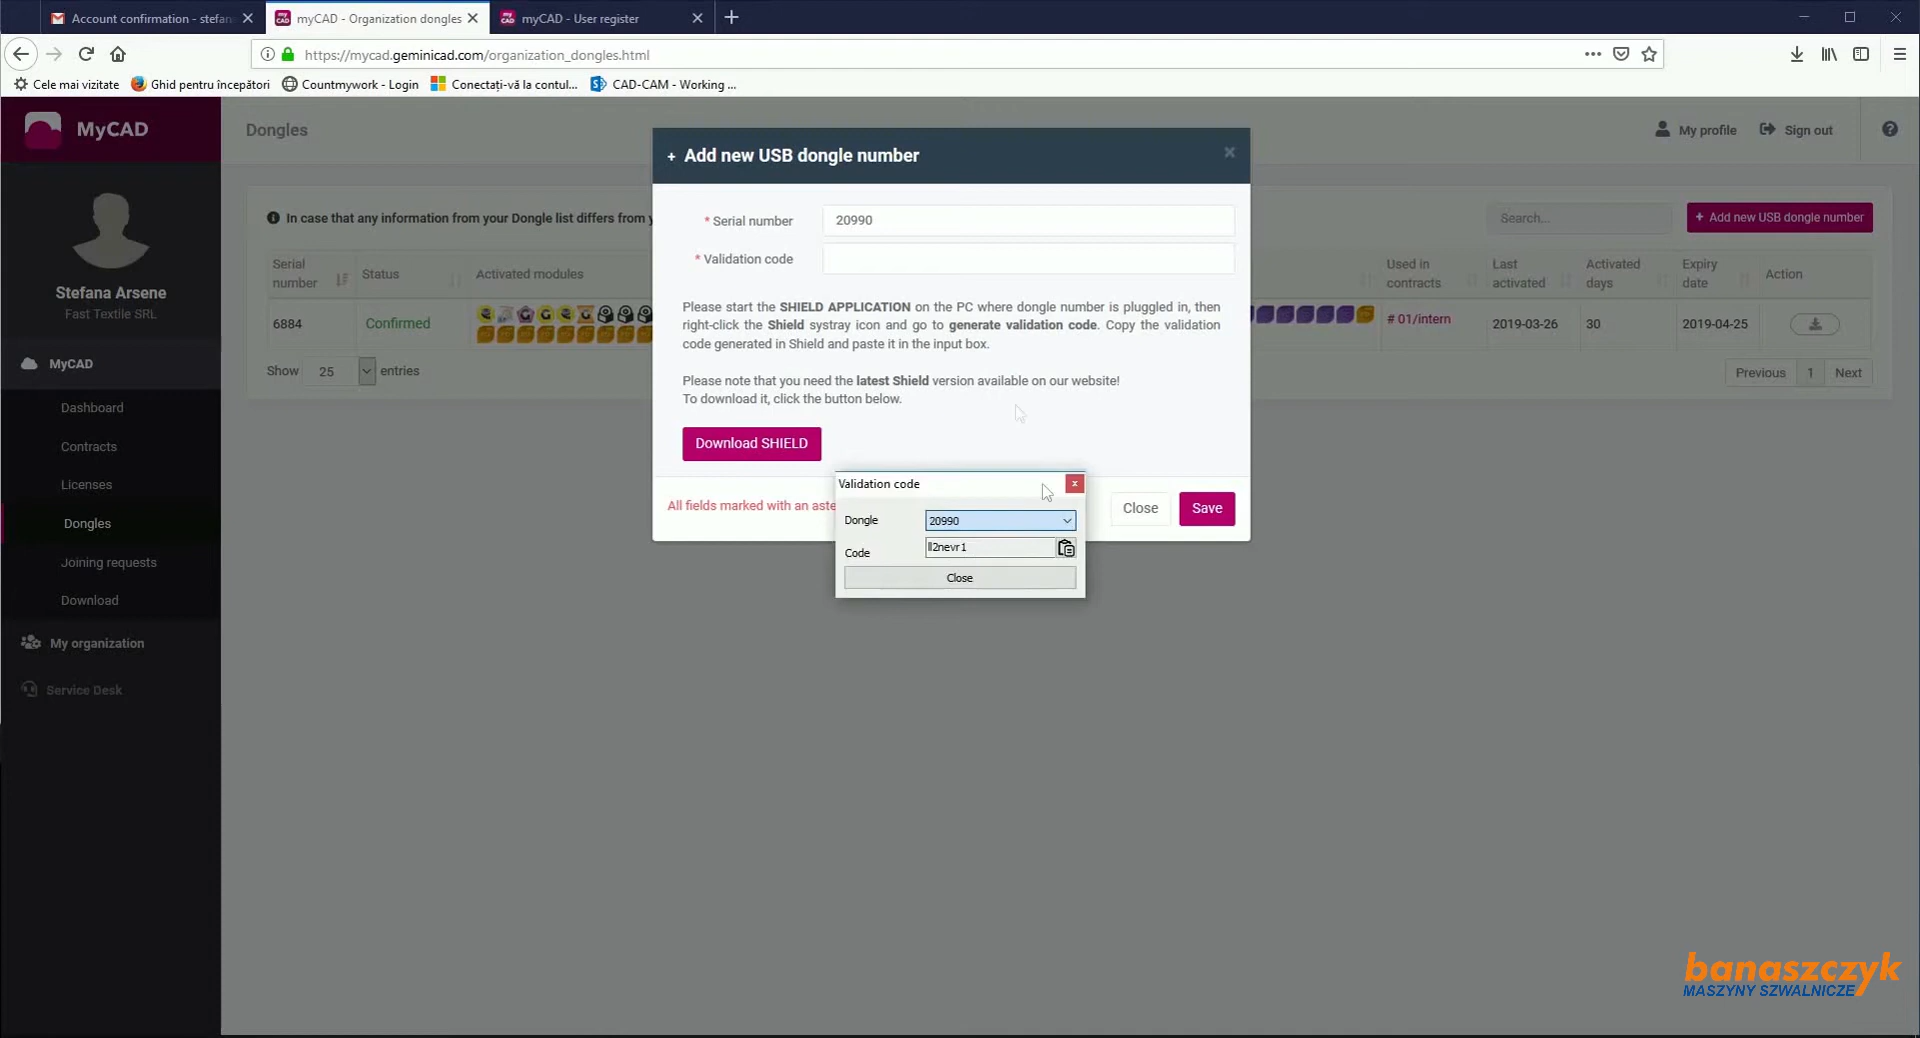 Account confirmation - stefan
myCAD - Organization dongles
myCAD - User register
https://mycad.geminicad.com/organization_dongles.html
Cele mai vizitate
Ghid pentru începători
Countmywork - Login
Conectați-vă la contul...
CAD-CAM - Working ...
MyCAD
Dongles
My profile
Sign out
+ Add new USB dongle number
In case that any information from your Dongle list differs from y
Search...
+ Add new USB dongle number
* Serial number
20990
* Validation code
Serial number
Status
Activated modules
Used in contracts
Last activated
Activated days
Expiry date
Action
6884
Confirmed
# 01/intern
2019-03-26
30
2019-04-25
Show 25 entries
Previous
1
Next
Please start the SHIELD APPLICATION on the PC where dongle number is pluggled in, then
right-click the Shield systray icon and go to generate validation code. Copy the validation
code generated in Shield and paste it in the input box.
Please note that you need the latest Shield version available on our website!
To download it, click the button below.
Download SHIELD
All fields marked with an aste
Close
Save
Validation code
Dongle
20990
Code
ll2nevr1
Close
Stefana Arsene
Fast Textile SRL
MyCAD
Dashboard
Contracts
Licenses
Dongles
Joining requests
Download
My organization
Service Desk
banaszczyk
MASZYNY SZWALNICZE